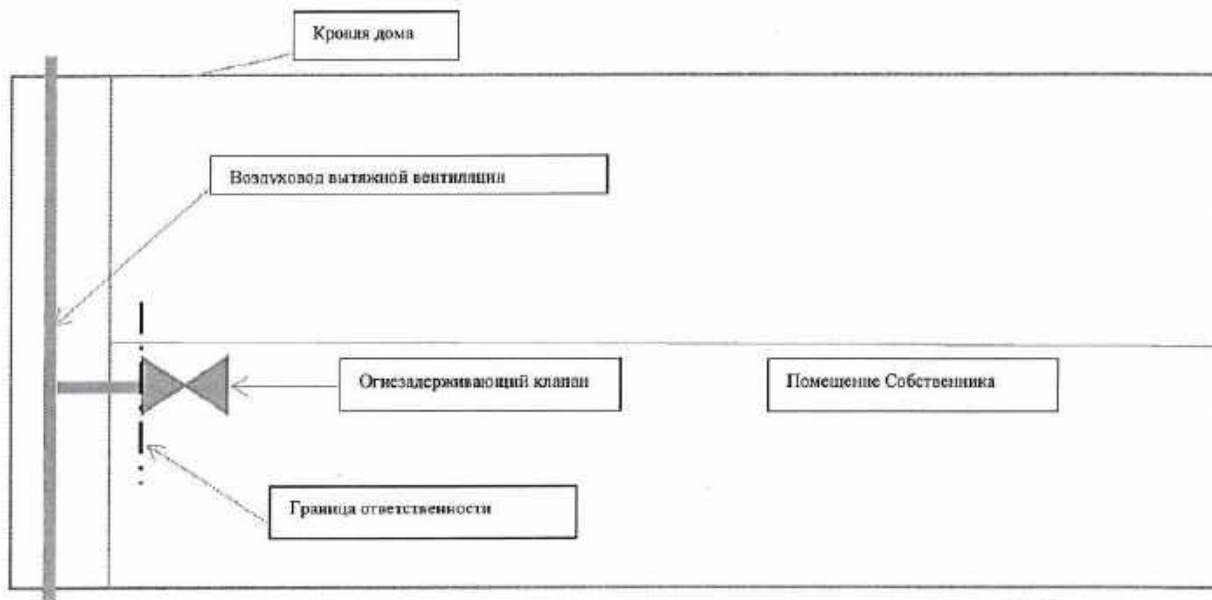 Кровля дома
Воздуховод вытяжной вентиляции
Огнезадерживающий клапан
Помещение Собственника
Граница ответственности